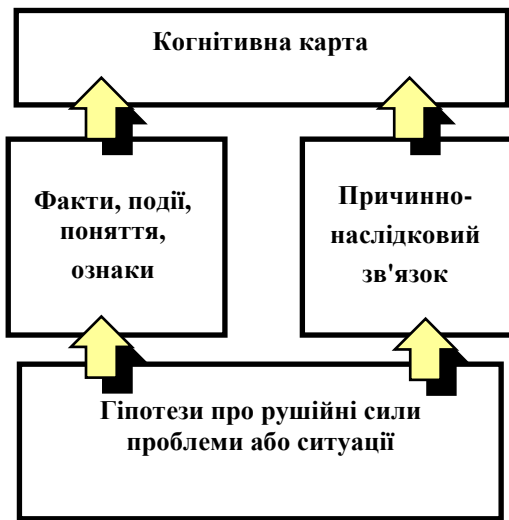 Когнітивна карта
Факти, події,
поняття,
ознаки
Причинно-
наслідковий
зв'язок
Гіпотези про рушійні сили
проблеми або ситуації